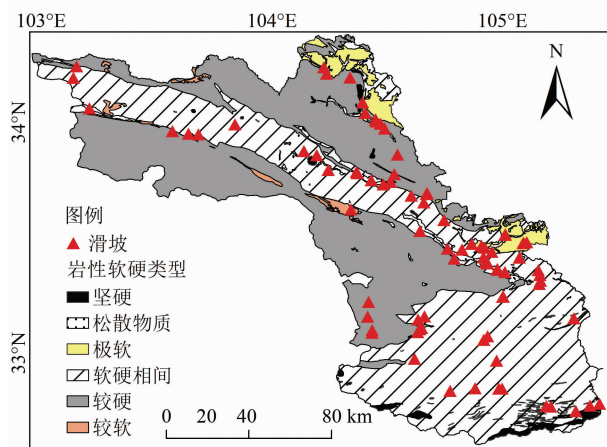 103°E
104°E
105°E
N
34°N
33°N
图例
滑坡
岩性软硬类型
坚硬
松散物质
极软
软硬相间
较硬
较软
0 20 40 80 km